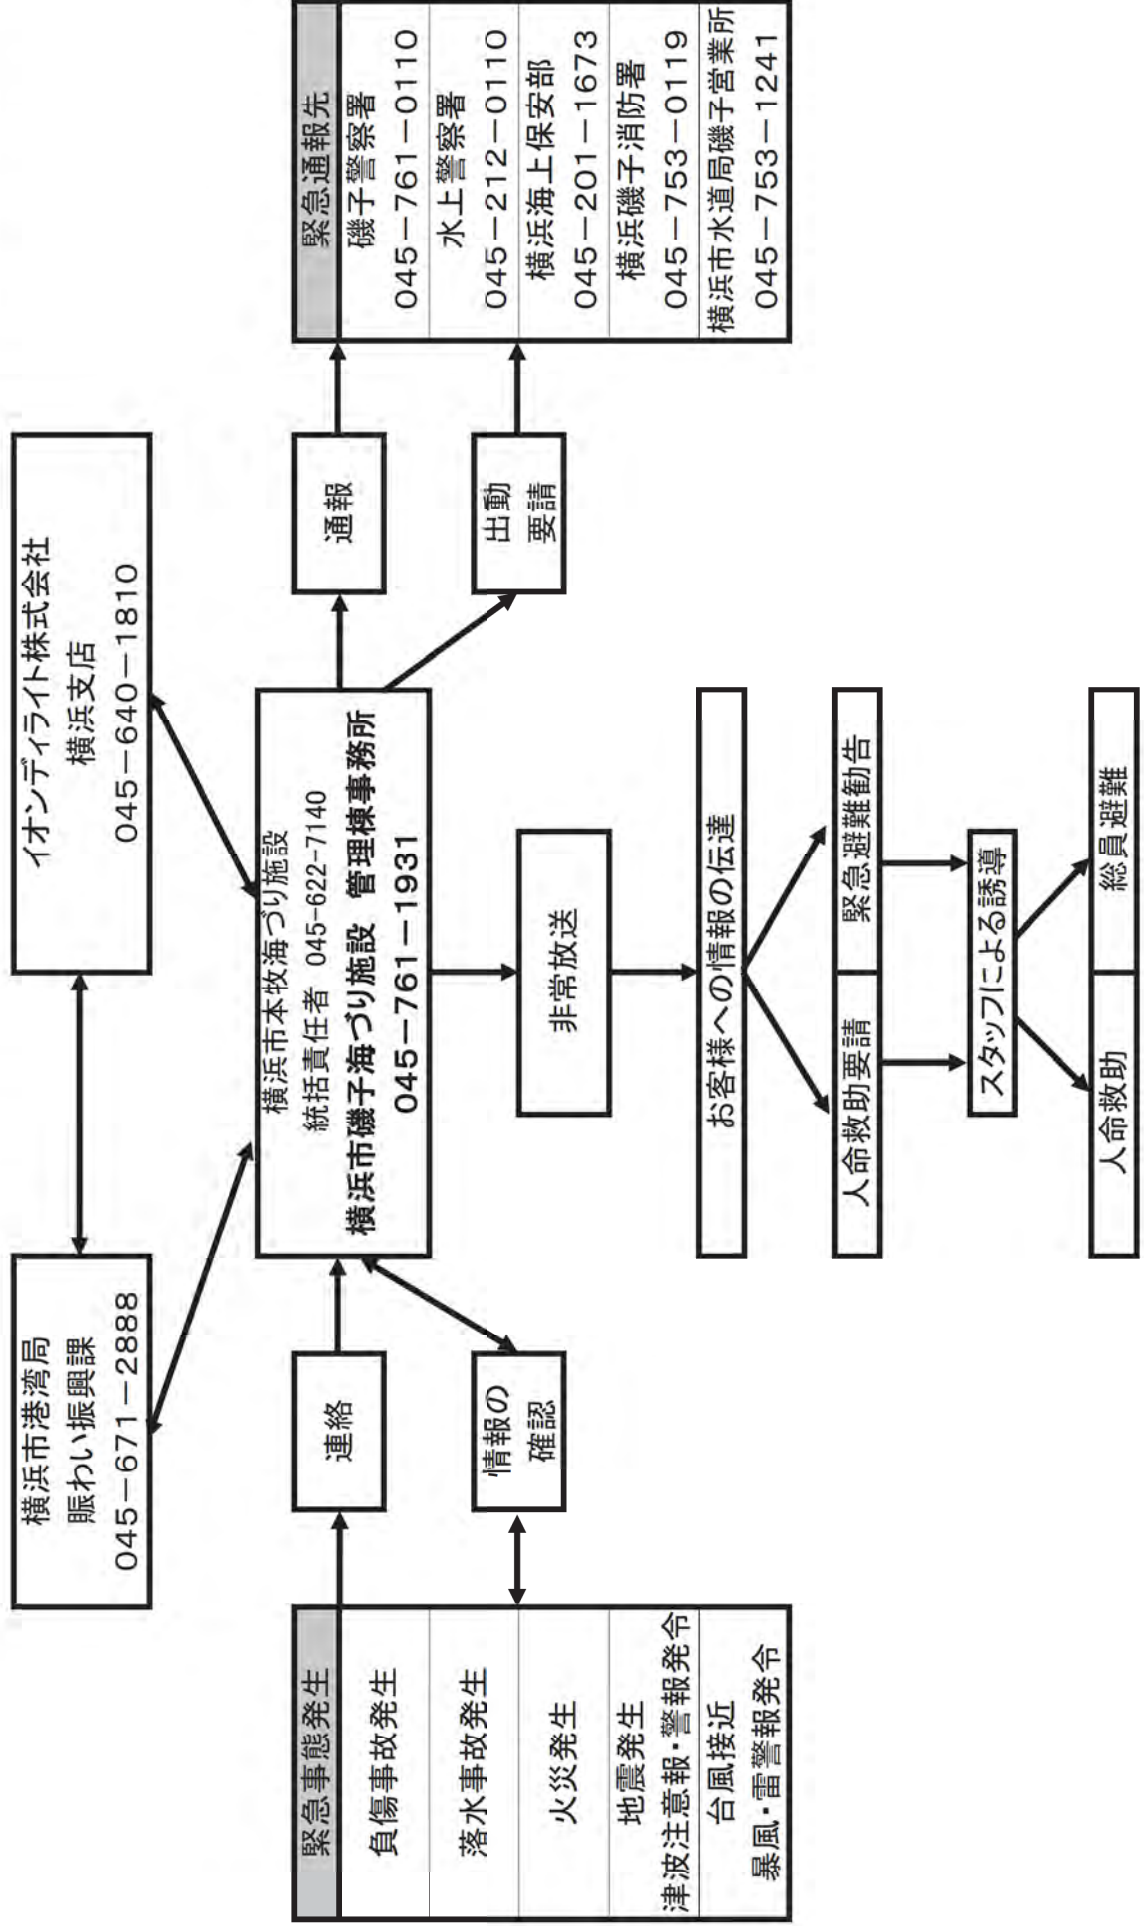 横浜市港湾局
賑わい振興課
045－671－2888
イオンディライト株式会社
横浜支店
045－640－1810
緊急事態発生
負傷事故発生
落水事故発生
火災発生
地震発生
津波注意報・警報発令
台風接近
暴風・雷警報発令
連絡
情報の
確認
横浜市本牧海づり施設
統括責任者 045-622-7140
横浜市磯子海づり施設 管理棟事務所
045－761－1931
通報
出動
要請
緊急通報先
磯子警察署
045－761－0110
水上警察署
045－212－0110
横浜海上保安部
045－201－1673
横浜磯子消防署
045－753－0119
横浜市水道局磯子営業所
045－753－1241
非常放送
お客様への情報の伝達
人命救助要請
緊急避難勧告
スタッフによる誘導
人命救助
総員避難